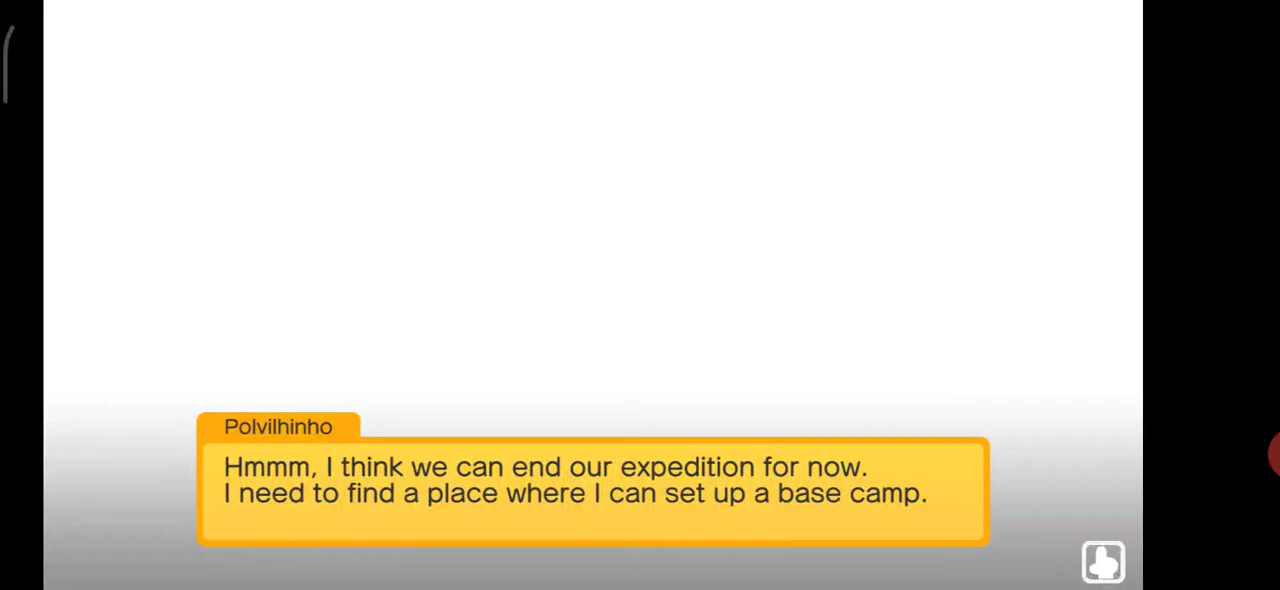 Polvilhinho
Hmmm, I think we can end our expedition for now.
I need to find a place where I can set up a base camp.